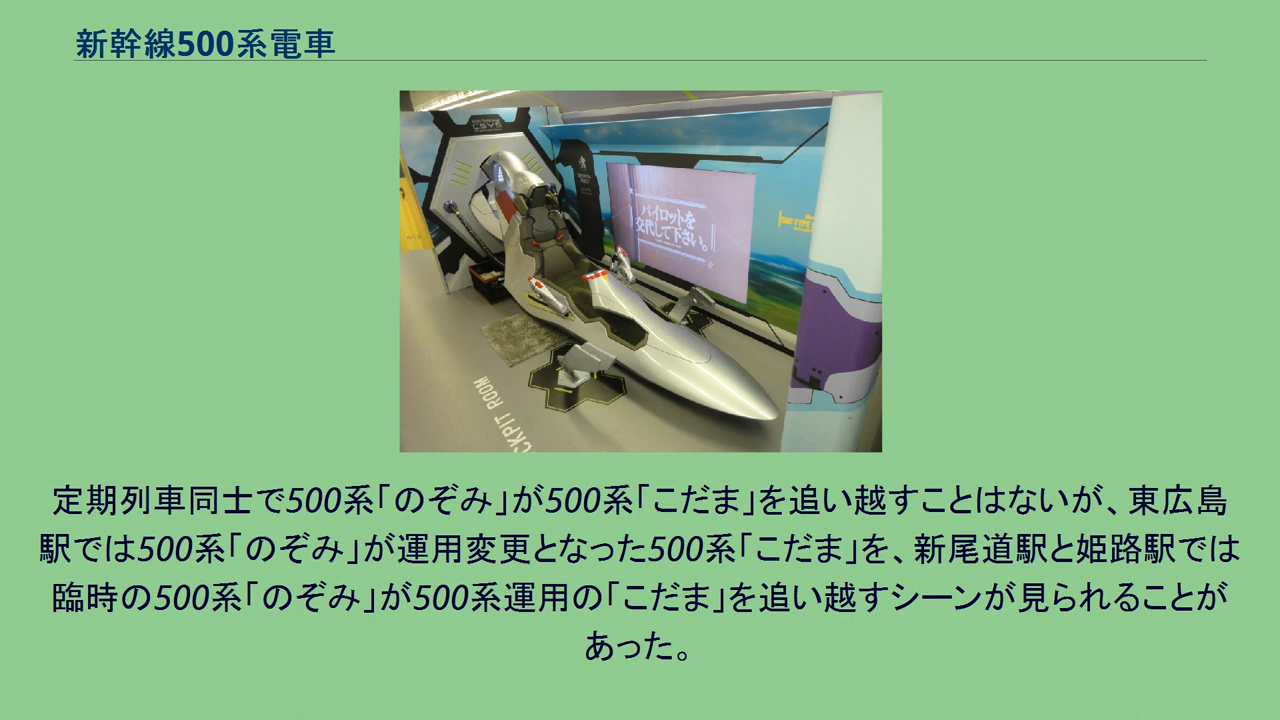 新幹線500系電車
CSYS
パイロットを
交代して下さい。
CKPIT ROOM
定期列車同士で500系「のぞみ」が500系「こだま」を追い越すことはないが、東広島
駅では500系「のぞみ」が運用変更となった500系「こだま」を、新尾道駅と姫路駅では
臨時の500系「のぞみ」が500系運用の「こだま」を追い越すシーンが見られることが
あった。